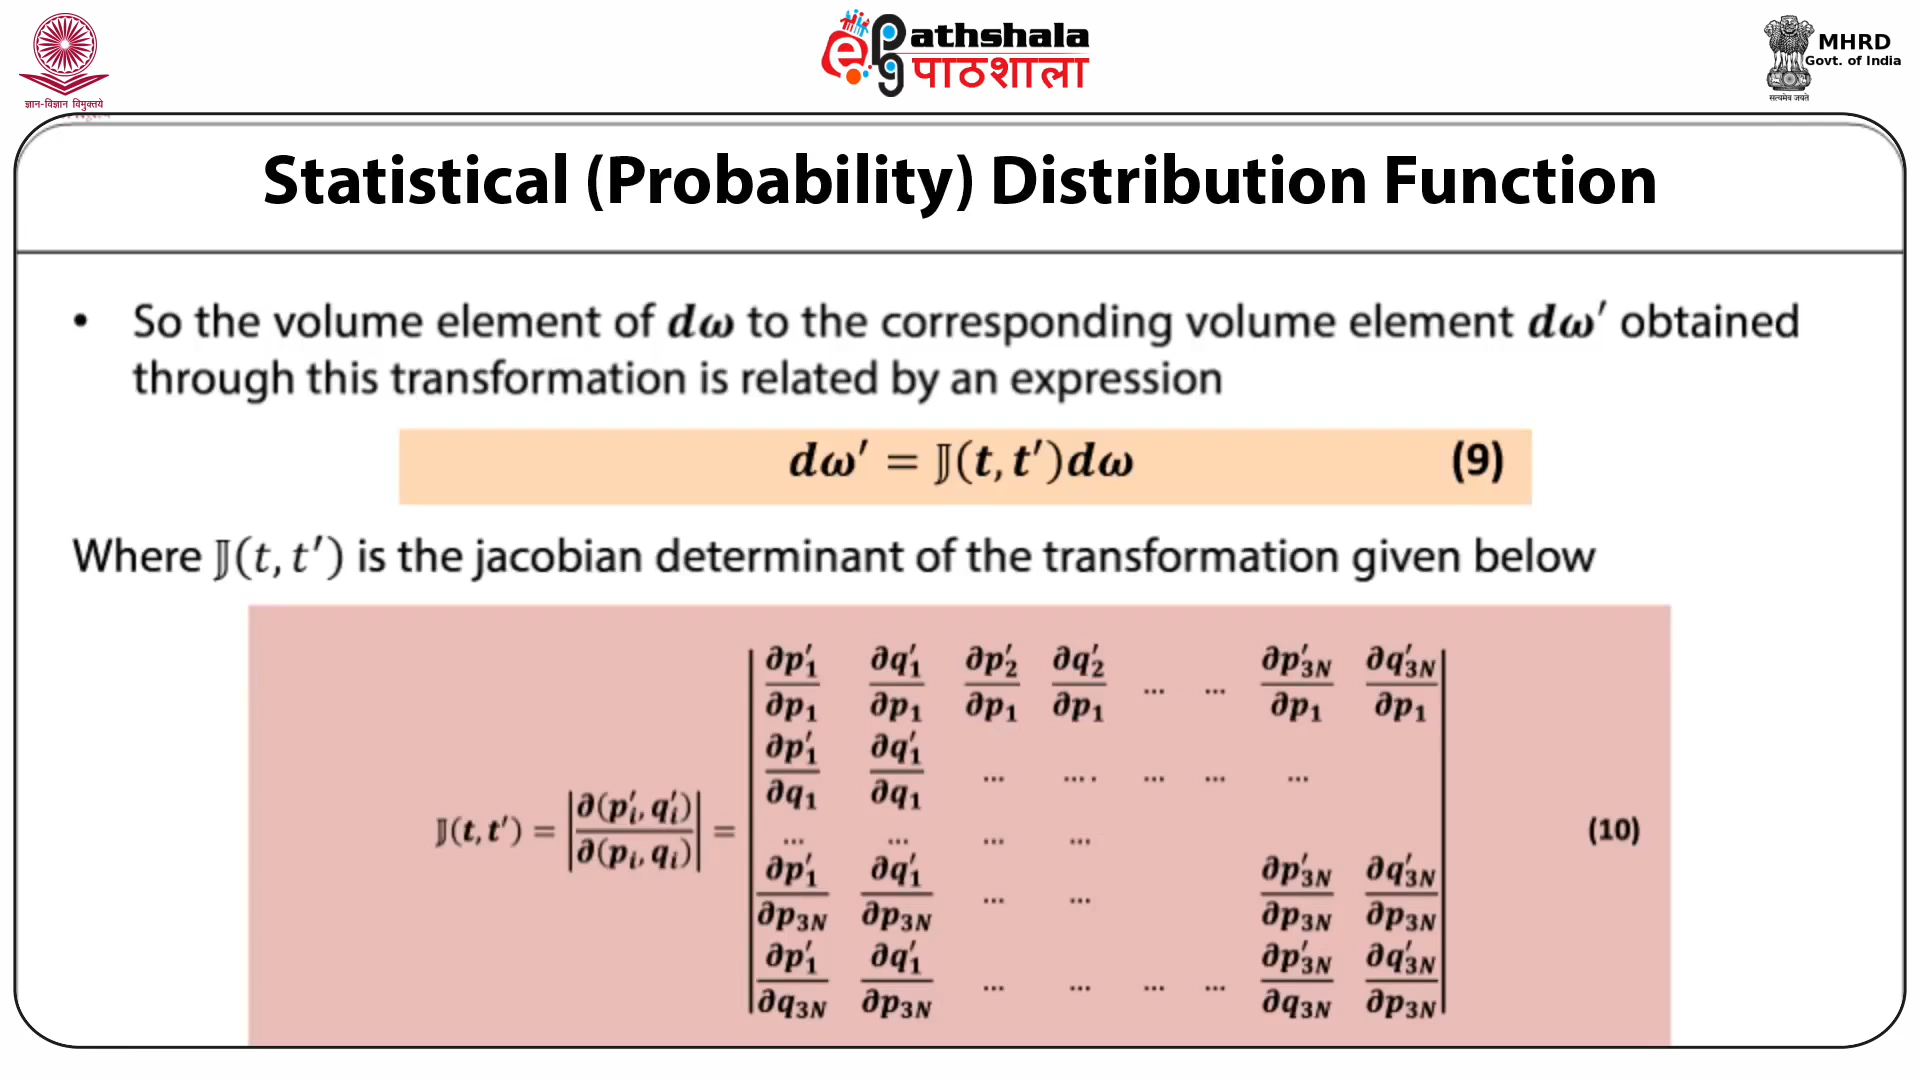 ज्ञान-विज्ञान विमुक्तये
ePathshala
पाठशाला
MHRD
Govt. of India
सत्यमेव जयते
Statistical (Probability) Distribution Function
• So the volume element of dω to the corresponding volume element dω′ obtained
through this transformation is related by an expression
dω′ = 𝕁(t, t′)dω (9)
Where 𝕁(t, t′) is the jacobian determinant of the transformation given below
∂p′₁/∂p₁ ∂q′₁/∂p₁ ∂p′₂/∂p₁ ∂q′₂/∂p₁ ... ... ∂p′₃N/∂p₁ ∂q′₃N/∂p₁
∂p′₁/∂q₁ ∂q′₁/∂q₁ ... .... ... ... ...
𝕁(t, t′) = |∂(p′ᵢ, q′ᵢ)/∂(pᵢ, qᵢ)| = ... ... ... ... (10)
∂p′₁/∂p₃N ∂q′₁/∂p₃N ... ... ∂p′₃N/∂p₃N ∂q′₃N/∂p₃N
∂p′₁/∂q₃N ∂q′₁/∂p₃N ... ... ... ... ∂p′₃N/∂q₃N ∂q′₃N/∂p₃N